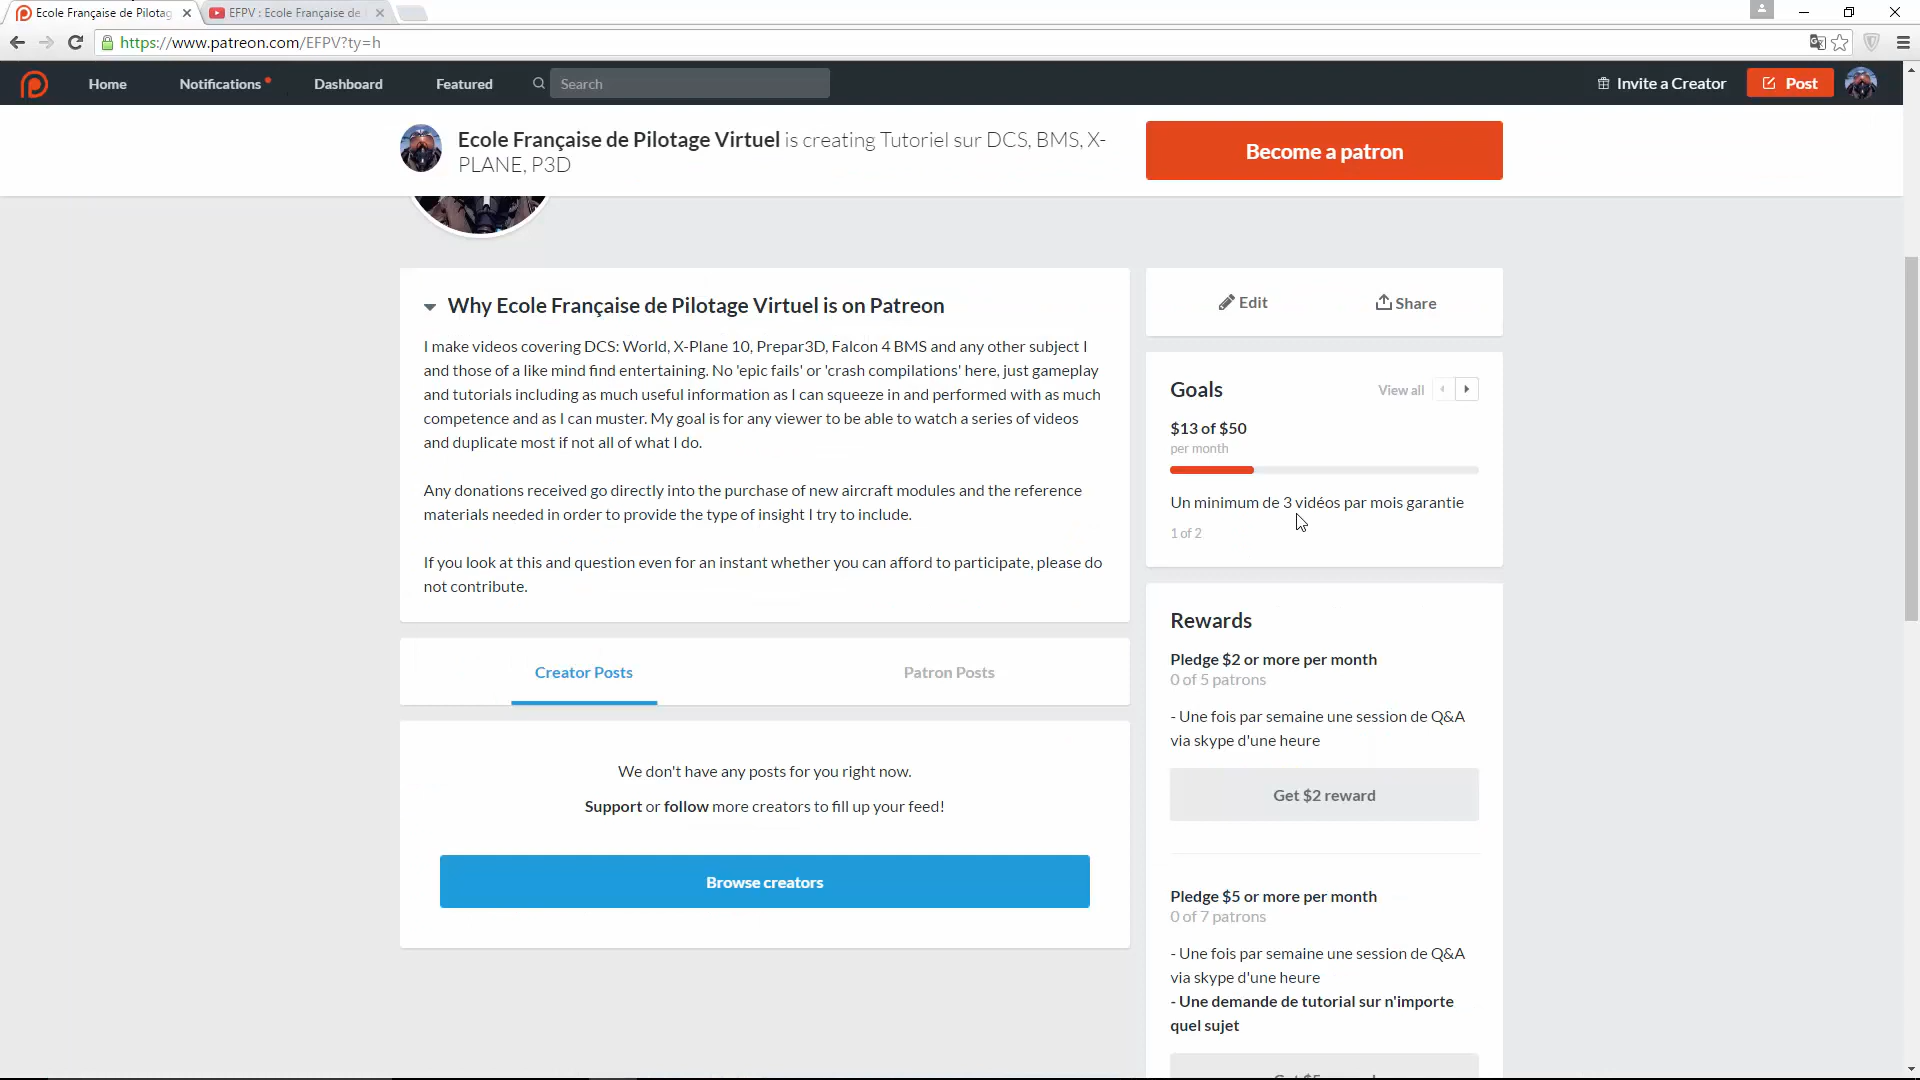 Ecole Française de Pilotag
EFPV : Ecole Française de
https://www.patreon.com/EFPV?ty=h
Home
Notifications
Dashboard
Featured
Search
Invite a Creator
Post
Ecole Française de Pilotage Virtuel is creating Tutoriel sur DCS, BMS, X-
PLANE, P3D
Become a patron
Why Ecole Française de Pilotage Virtuel is on Patreon
I make videos covering DCS: World, X-Plane 10, Prepar3D, Falcon 4 BMS and any other subject I
and those of a like mind find entertaining. No 'epic fails' or 'crash compilations' here, just gameplay
and tutorials including as much useful information as I can squeeze in and performed with as much
competence and as I can muster. My goal is for any viewer to be able to watch a series of videos
and duplicate most if not all of what I do.
Any donations received go directly into the purchase of new aircraft modules and the reference
materials needed in order to provide the type of insight I try to include.
If you look at this and question even for an instant whether you can afford to participate, please do
not contribute.
Creator Posts
Patron Posts
We don't have any posts for you right now.
Support or follow more creators to fill up your feed!
Browse creators
Edit
Share
Goals
View all
$13 of $50
per month
Un minimum de 3 vidéos par mois garantie
1 of 2
Rewards
Pledge $2 or more per month
0 of 5 patrons
- Une fois par semaine une session de Q&A
via skype d'une heure
Get $2 reward
Pledge $5 or more per month
0 of 7 patrons
- Une fois par semaine une session de Q&A
via skype d'une heure
- Une demande de tutorial sur n'importe
quel sujet